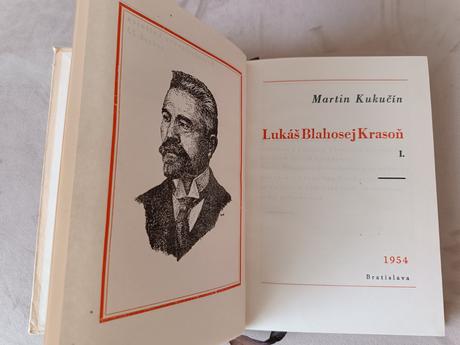 Martin Kukučín
Lukáš Blahosej Krasoň
I.
1954
Bratislava